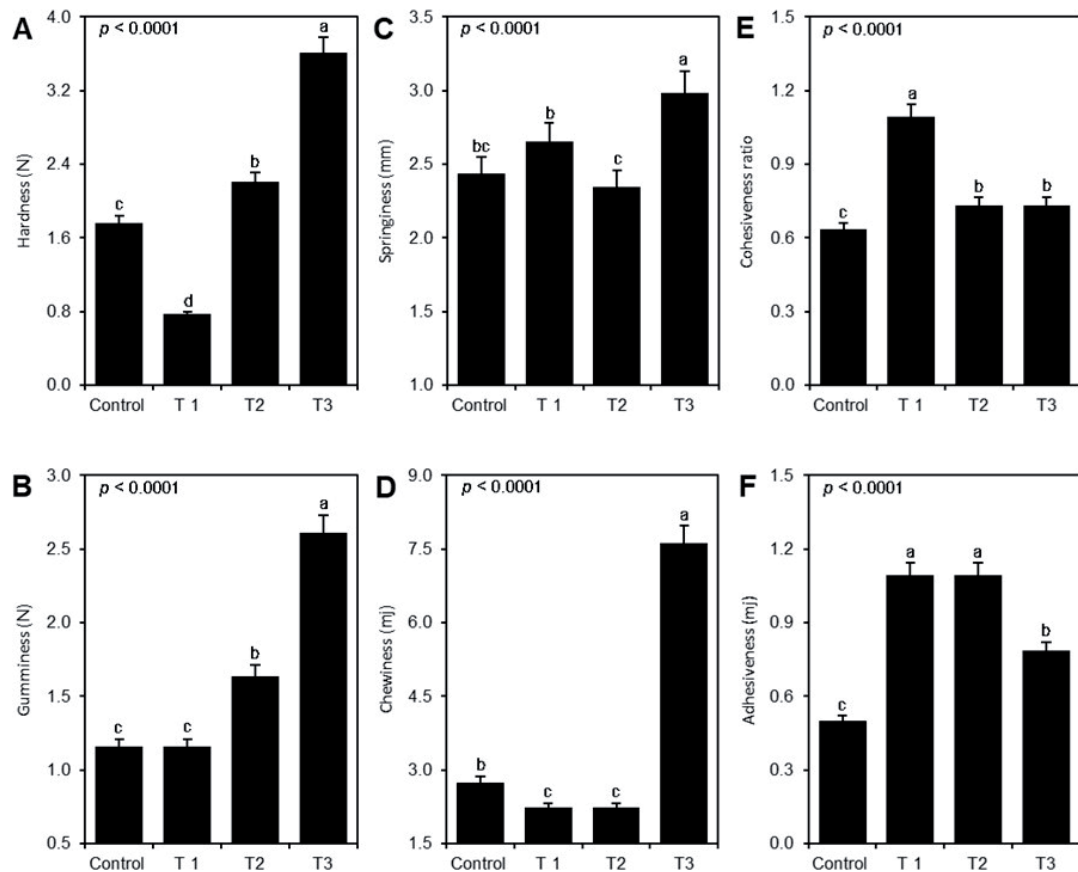 A
p < 0.0001
Hardness (N)
4.0
3.2
2.4
1.6
0.8
0.0
c
d
b
a
Control
T 1
T2
T3
C
p < 0.0001
Springiness (mm)
3.5
3.0
2.5
2.0
1.5
1.0
bc
b
c
a
Control
T 1
T2
T3
E
p < 0.0001
Cohesiveness ratio
1.5
1.2
0.9
0.6
0.3
0.0
c
a
b
b
Control
T 1
T2
T3
B
p < 0.0001
Gumminess (N)
3.0
2.5
2.0
1.5
1.0
0.5
c
c
b
a
Control
T 1
T2
T3
D
p < 0.0001
Chewiness (mj)
9.0
7.5
6.0
4.5
3.0
1.5
b
c
c
a
Control
T 1
T2
T3
F
p < 0.0001
Adhesiveness (mj)
1.5
1.2
0.9
0.6
0.3
0.0
c
a
a
b
Control
T 1
T2
T3